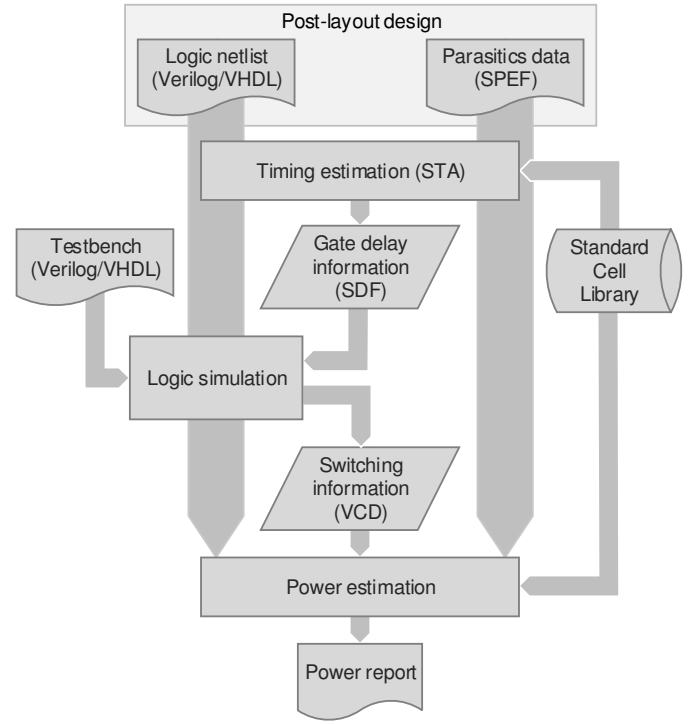 Post-layout design
Logic netlist
(Verilog/VHDL)
Parasitics data
(SPEF)
Timing estimation (STA)
Testbench
(Verilog/VHDL)
Gate delay
information
(SDF)
Standard
Cell
Library
Logic simulation
Switching
information
(VCD)
Power estimation
Power report